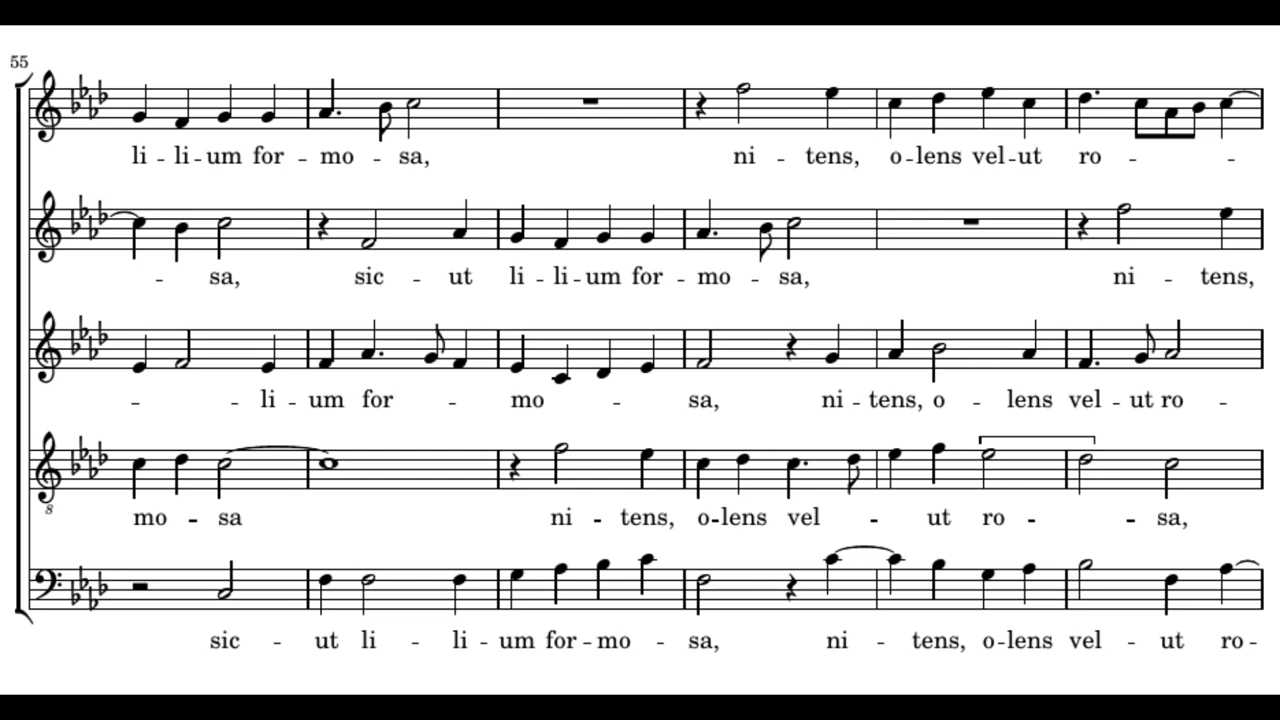 55
li - li - um for - mo - sa, ni - tens, o - lens vel - ut ro - -
- sa, sic - ut li - li - um for - mo - sa, ni - tens,
- - li - um for - mo - sa, ni - tens, o - lens vel - ut ro -
8
mo - sa ni - tens, o - lens vel - ut ro - - sa,
sic - ut li - li - um for - mo - sa, ni - tens, o - lens vel - ut ro -